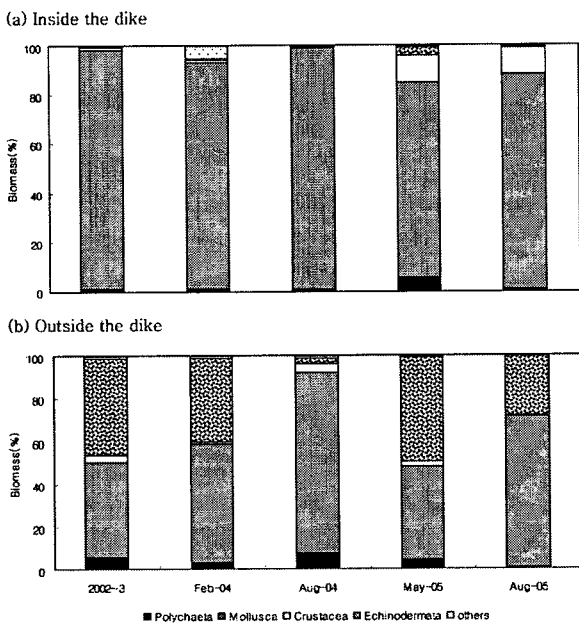 (a) Inside the dike
100
80
60
40
20
0
Biomass(%)
(b) Outside the dike
100
80
60
40
20
0
Biomass(%)
2002-3 Feb-04 Aug-04 May-05 Aug-05
Polychaeta Mollusca Crustacea Echinodermata others